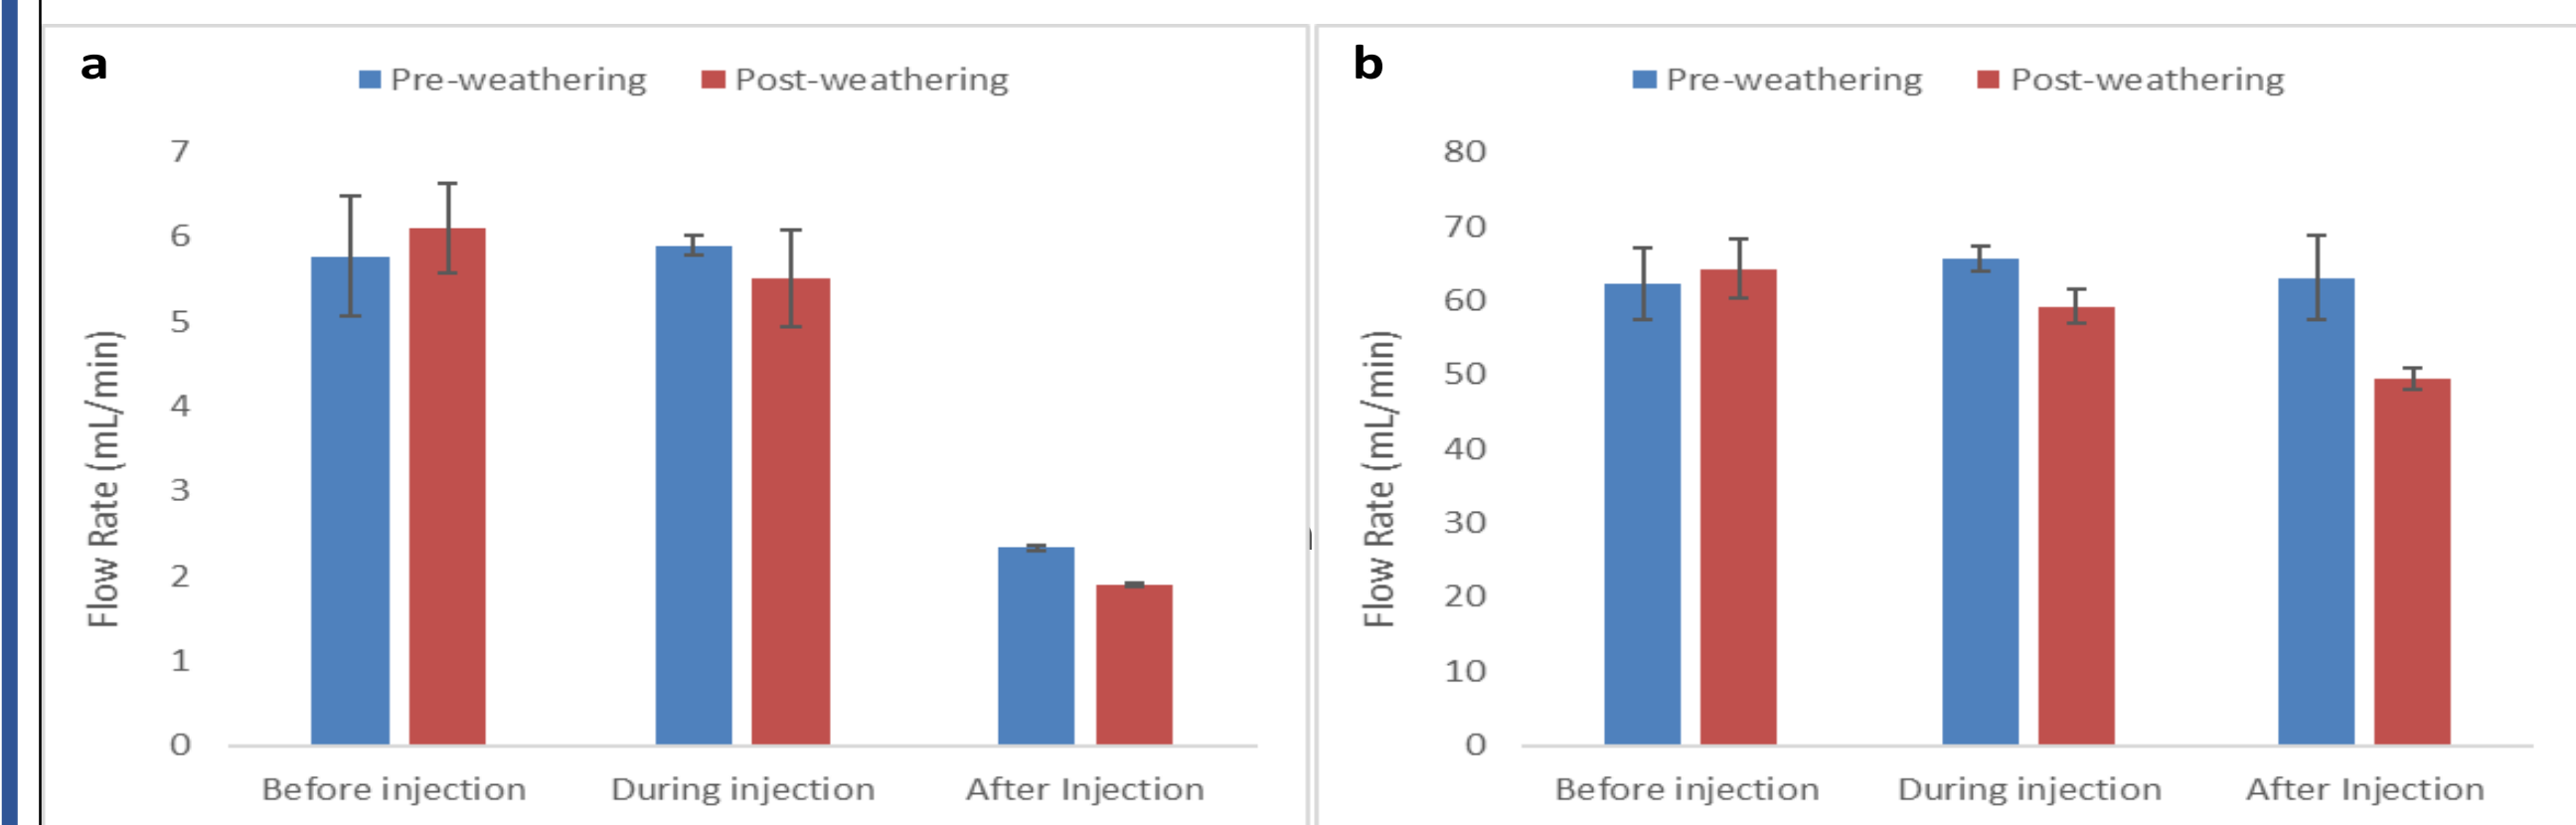 a
Pre-weathering
Post-weathering
7
6
5
4
3
2
1
0
Flow Rate (mL/min)
Before injection
During injection
After Injection
b
Pre-weathering
Post-weathering
80
70
60
50
40
30
20
10
0
Flow Rate (mL/min)
Before injection
During injection
After Injection